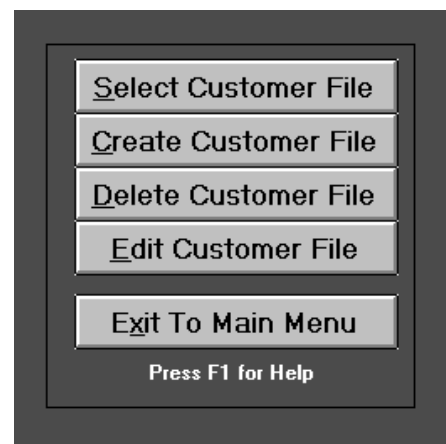 Select Customer File
Create Customer File
Delete Customer File
Edit Customer File
Exit To Main Menu
Press F1 for Help